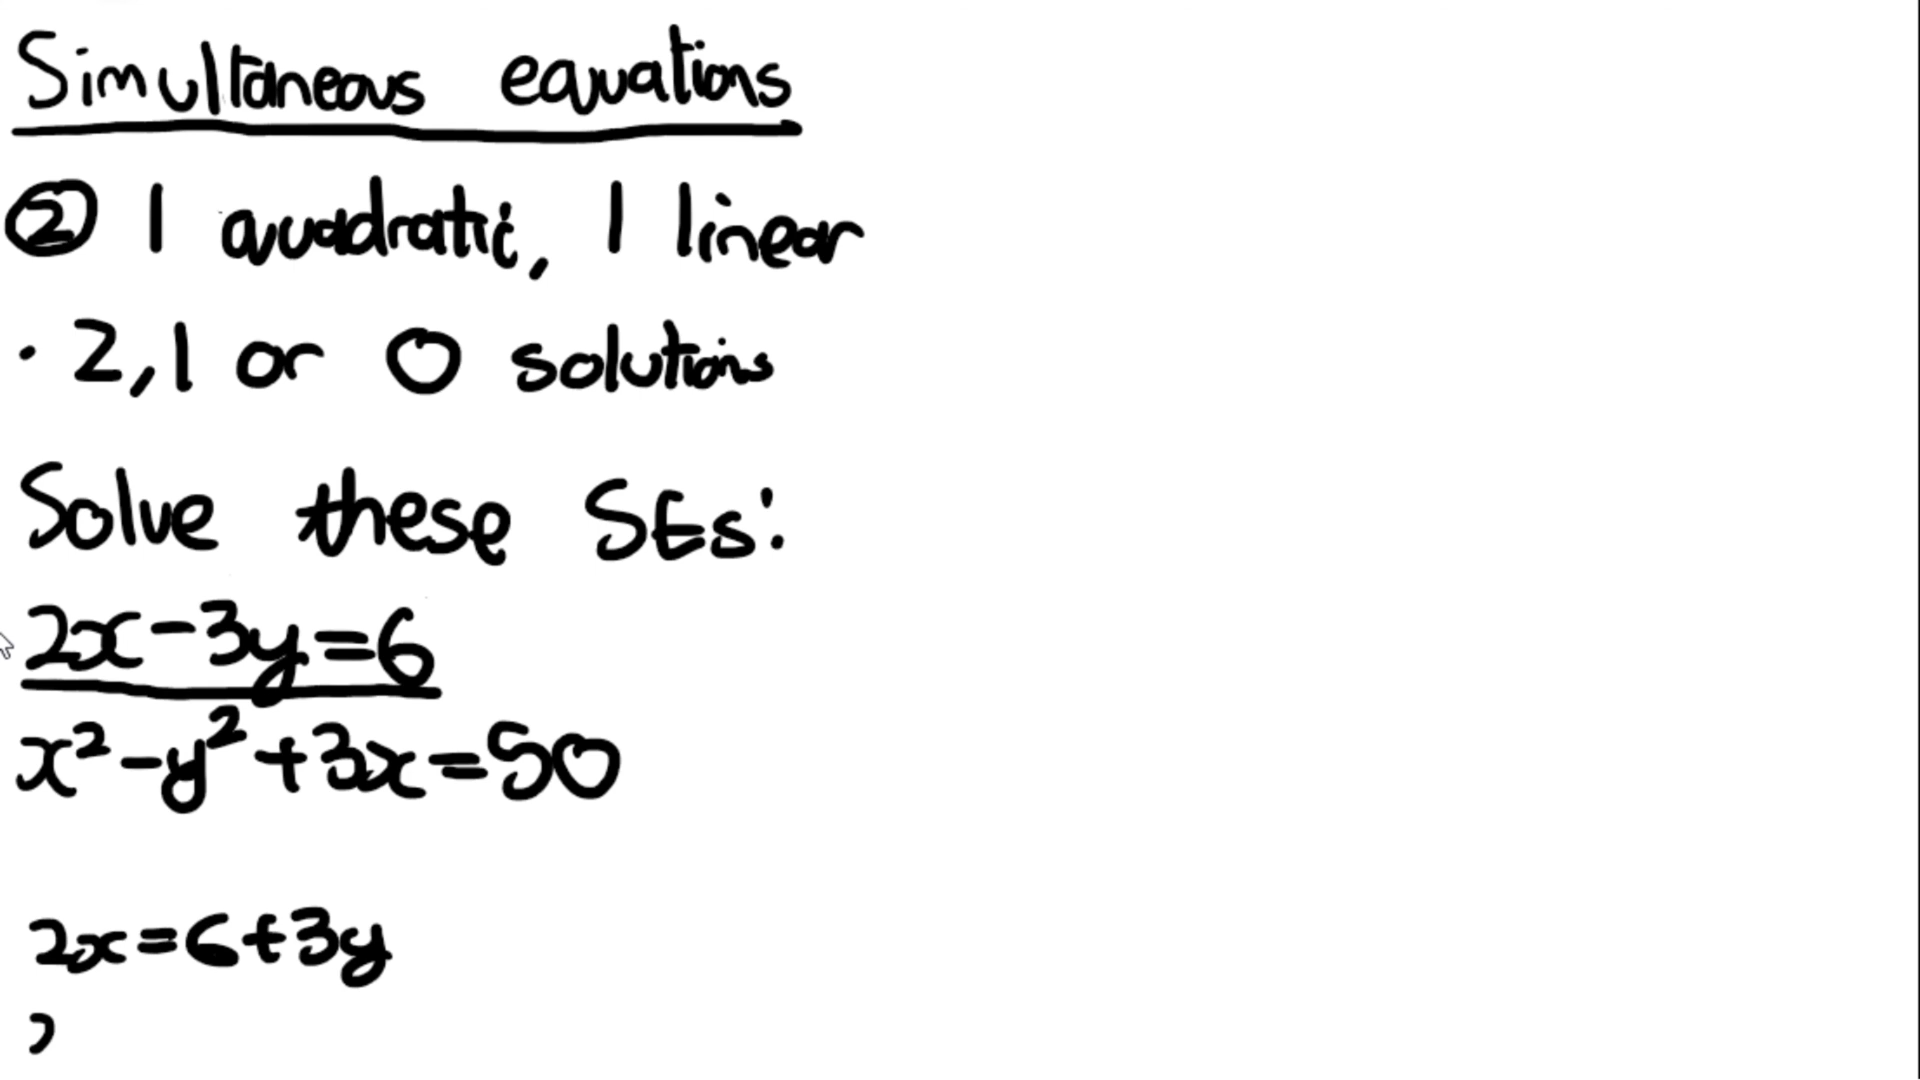 Simultaneous equations
② 1 quadratic, 1 linear
· 2, 1 or 0 solutions
Solve these SEs:
2x-3y=6
x²-y²+3x=50
2x=6+3y